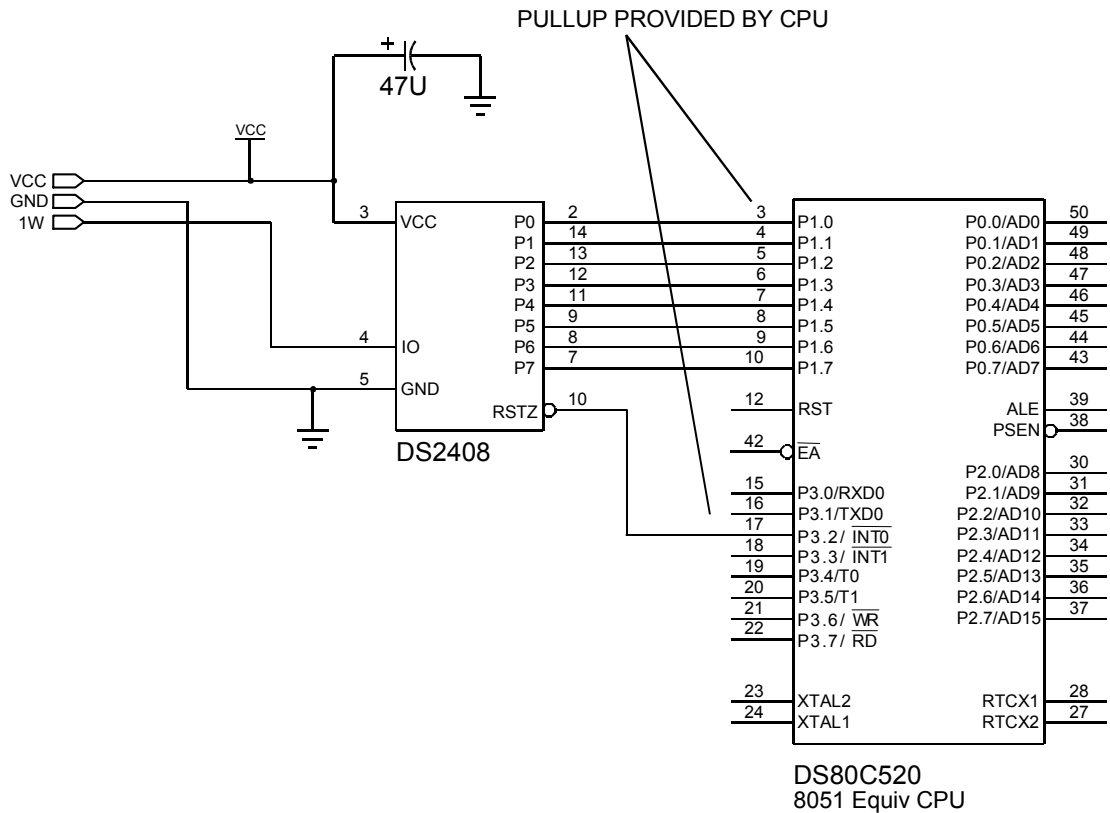 PULLUP PROVIDED BY CPU
+
47U
VCC
VCC
GND
1W
3 VCC
4 IO
5 GND
P0 2
P1 14
P2 13
P3 12
P4 11
P5 9
P6 8
P7 7
RSTZ 10
DS2408
3 P1.0
4 P1.1
5 P1.2
6 P1.3
7 P1.4
8 P1.5
9 P1.6
10 P1.7
12 RST
42 EA
15 P3.0/RXD0
16 P3.1/TXD0
17 P3.2/ INT0
18 P3.3/ INT1
19 P3.4/T0
20 P3.5/T1
21 P3.6/ WR
22 P3.7/ RD
23 XTAL2
24 XTAL1
P0.0/AD0 50
P0.1/AD1 49
P0.2/AD2 48
P0.3/AD3 47
P0.4/AD4 46
P0.5/AD5 45
P0.6/AD6 44
P0.7/AD7 43
ALE 39
PSEN 38
P2.0/AD8 30
P2.1/AD9 31
P2.2/AD10 32
P2.3/AD11 33
P2.4/AD12 34
P2.5/AD13 35
P2.6/AD14 36
P2.7/AD15 37
RTCX1 28
RTCX2 27
DS80C520
8051 Equiv CPU